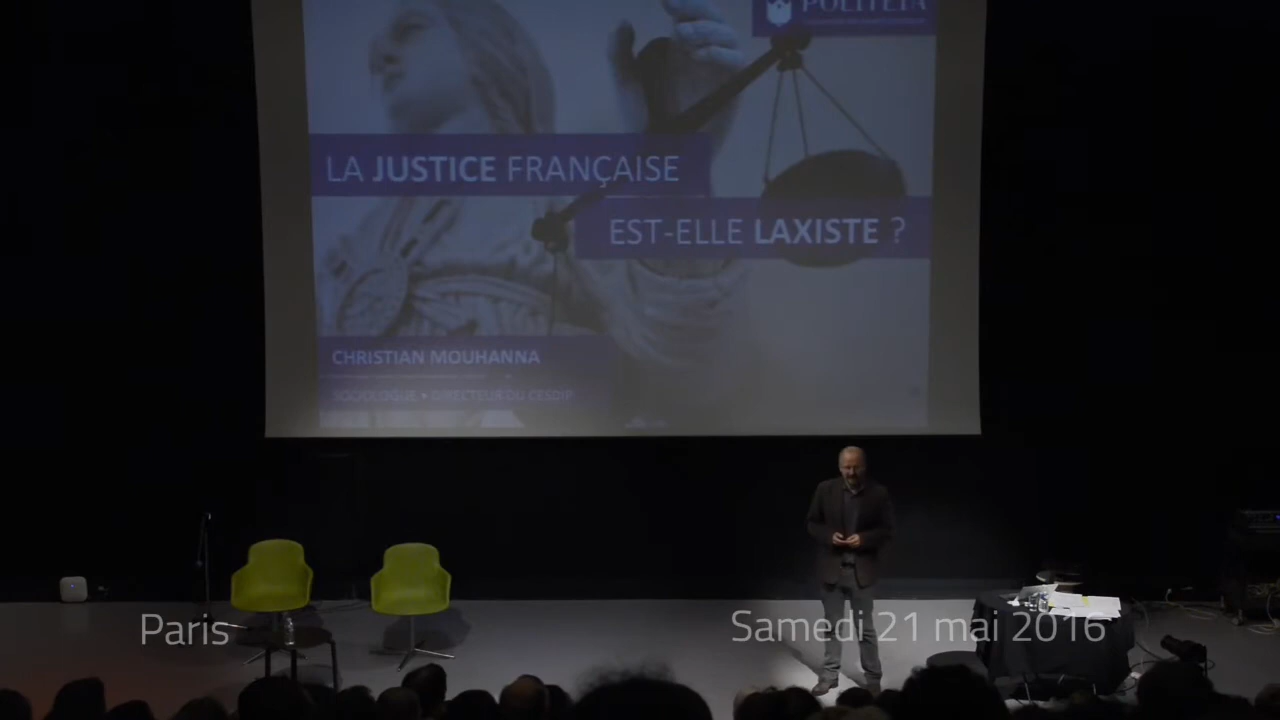 POLITEIA
LA JUSTICE FRANÇAISE
EST-ELLE LAXISTE ?
CHRISTIAN MOUHANNA
SOCIOLOGUE • DIRECTEUR DU CESDIP
Paris
Samedi 21 mai 2016